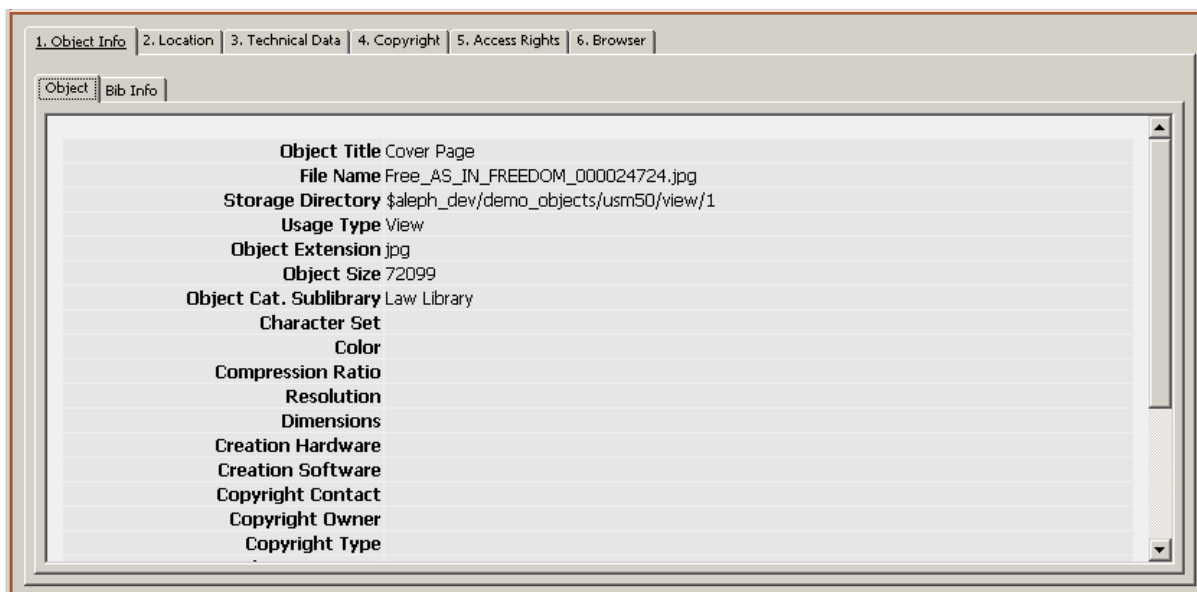 1. Object Info 2. Location 3. Technical Data 4. Copyright 5. Access Rights 6. Browser
Object Bib Info
Object Title Cover Page
File Name Free_AS_IN_FREEDOM_000024724.jpg
Storage Directory $aleph_dev/demo_objects/usm50/view/1
Usage Type View
Object Extension jpg
Object Size 72099
Object Cat. Sublibrary Law Library
Character Set
Color
Compression Ratio
Resolution
Dimensions
Creation Hardware
Creation Software
Copyright Contact
Copyright Owner
Copyright Type